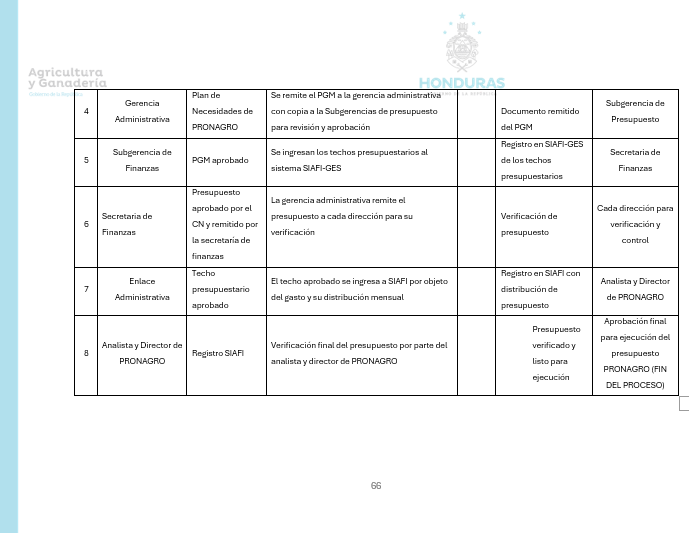 Agricultura
y Ganadería
Gobierno de la República
HONDURAS
4
Gerencia
Administrativa
Plan de
Necesidades de
PRONAGRO
Se remite el PGM a la gerencia administrativa
con copia a la Subgerencias de presupuesto
para revisión y aprobación
Documento remitido
del PGM
Subgerencia de
Presupuesto
5
Subgerencia de
Finanzas
PGM aprobado
Se ingresan los techos presupuestarios al
sistema SIAFI-GES
Registro en SIAFI-GES
de los techos
presupuestarios
Secretaria de
Finanzas
6
Secretaria de
Finanzas
Presupuesto
aprobado por el
CN y remitido por
la secretaria de
finanzas
La gerencia administrativa remite el
presupuesto a cada dirección para su
verificación
Verificación de
presupuesto
Cada dirección para
verificación y
control
7
Enlace
Administrativa
Techo
presupuestario
aprobado
El techo aprobado se ingresa a SIAFI por objeto
del gasto y su distribución mensual
Registro en SIAFI con
distribución de
presupuesto
Analista y Director
de PRONAGRO
8
Analista y Director de
PRONAGRO
Registro SIAFI
Verificación final del presupuesto por parte del
analista y director de PRONAGRO
Presupuesto
verificado y
listo para
ejecución
Aprobación final
para ejecución del
presupuesto
PRONAGRO (FIN
DEL PROCESO)
66